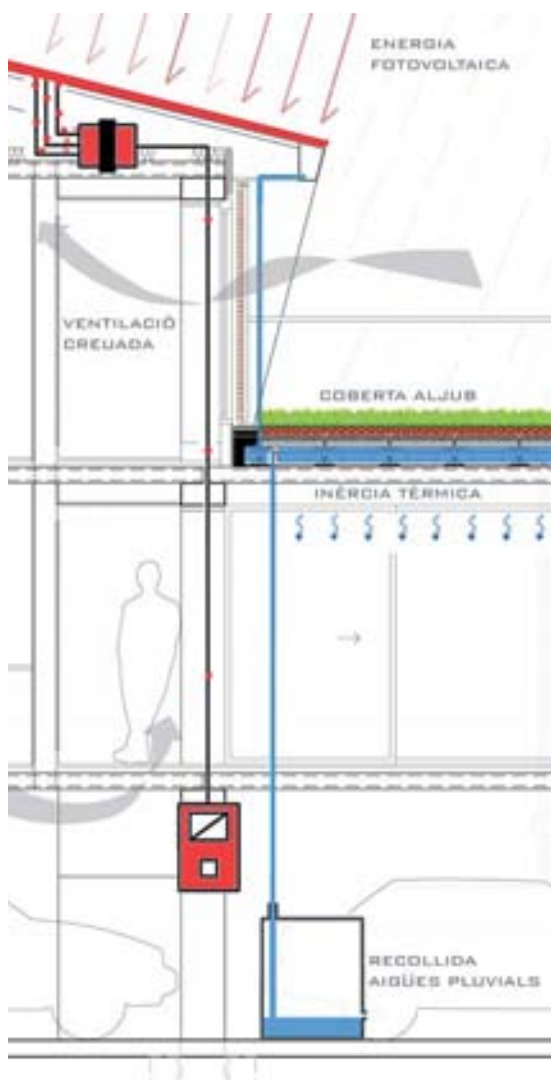 ENERGIA
FOTOVOLTAICA
VENTILACIÓ
CREUADA
COBERTA ALJUB
INÈRCIA TÈRMICA
RECOLLIDA
AIGÜES PLUVIALS